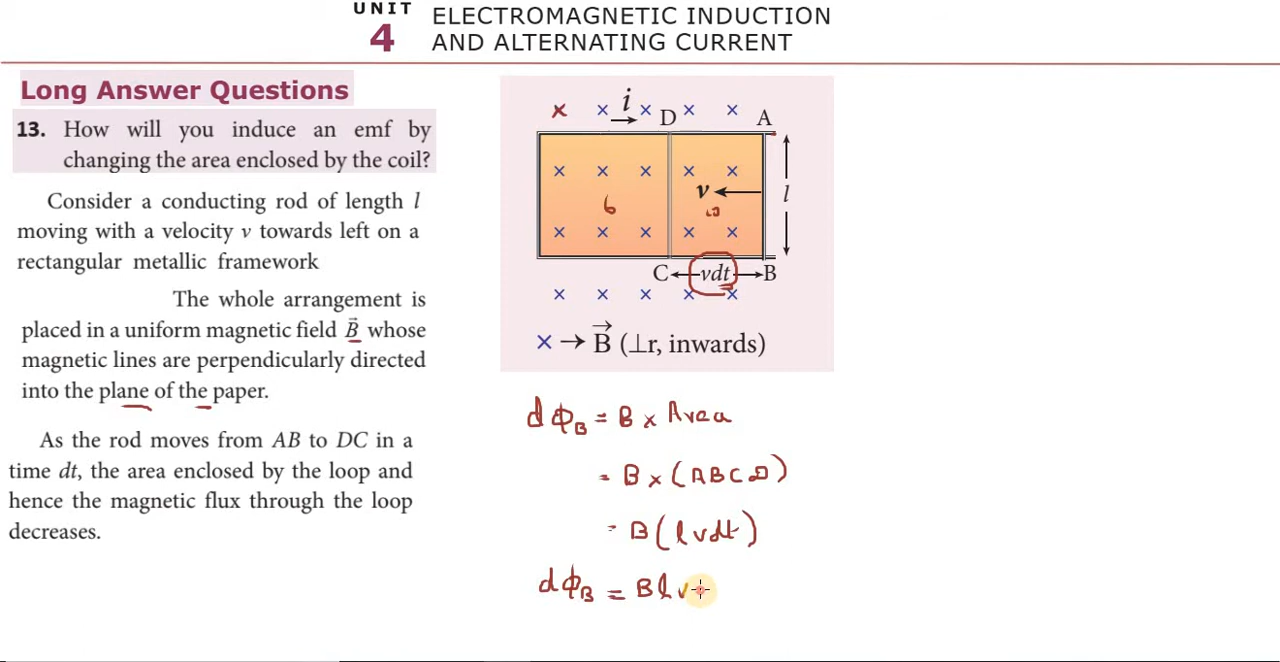 UNIT
4
ELECTROMAGNETIC INDUCTION
AND ALTERNATING CURRENT
Long Answer Questions
13. How will you induce an emf by
changing the area enclosed by the coil?
Consider a conducting rod of length l
moving with a velocity v towards left on a
rectangular metallic framework
The whole arrangement is
placed in a uniform magnetic field B⃗ whose
magnetic lines are perpendicularly directed
into the plane of the paper.
As the rod moves from AB to DC in a
time dt, the area enclosed by the loop and
hence the magnetic flux through the loop
decreases.
× × i × D × × A
× × × × ×
v l
6
× × × × ×
C vdt B
× × × × ×
× → B⃗ (⊥r, inwards)
dϕB = B × Area
= B × (ABCD)
= B(lvdt)
dϕB = Blv